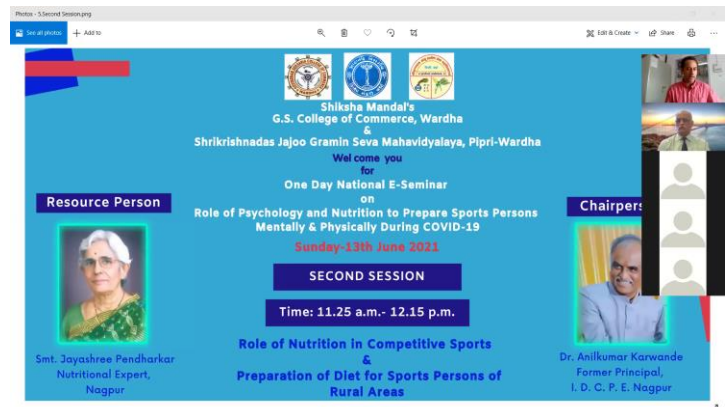 Photos - S.Second Session.png
See all photos
Add to
Edit & Create
Share
Shiksha Mandal's
G.S. College of Commerce, Wardha
&
Shrikrishnadas Jajoo Gramin Seva Mahavidyalaya, Pipri-Wardha
Wel come you
for
One Day National E-Seminar
on
Role of Psychology and Nutrition to Prepare Sports Persons
Mentally & Physically During COVID-19
Sunday-13th June 2021
SECOND SESSION
Time: 11.25 a.m.- 12.15 p.m.
Role of Nutrition in Competitive Sports
&
Preparation of Diet for Sports Persons of
Rural Areas
Resource Person
Smt. Jayashree Pendharkar
Nutritional Expert,
Nagpur
Chairpers
Dr. Anilkumar Karwande
Former Principal,
I. D. C. P. E. Nagpur